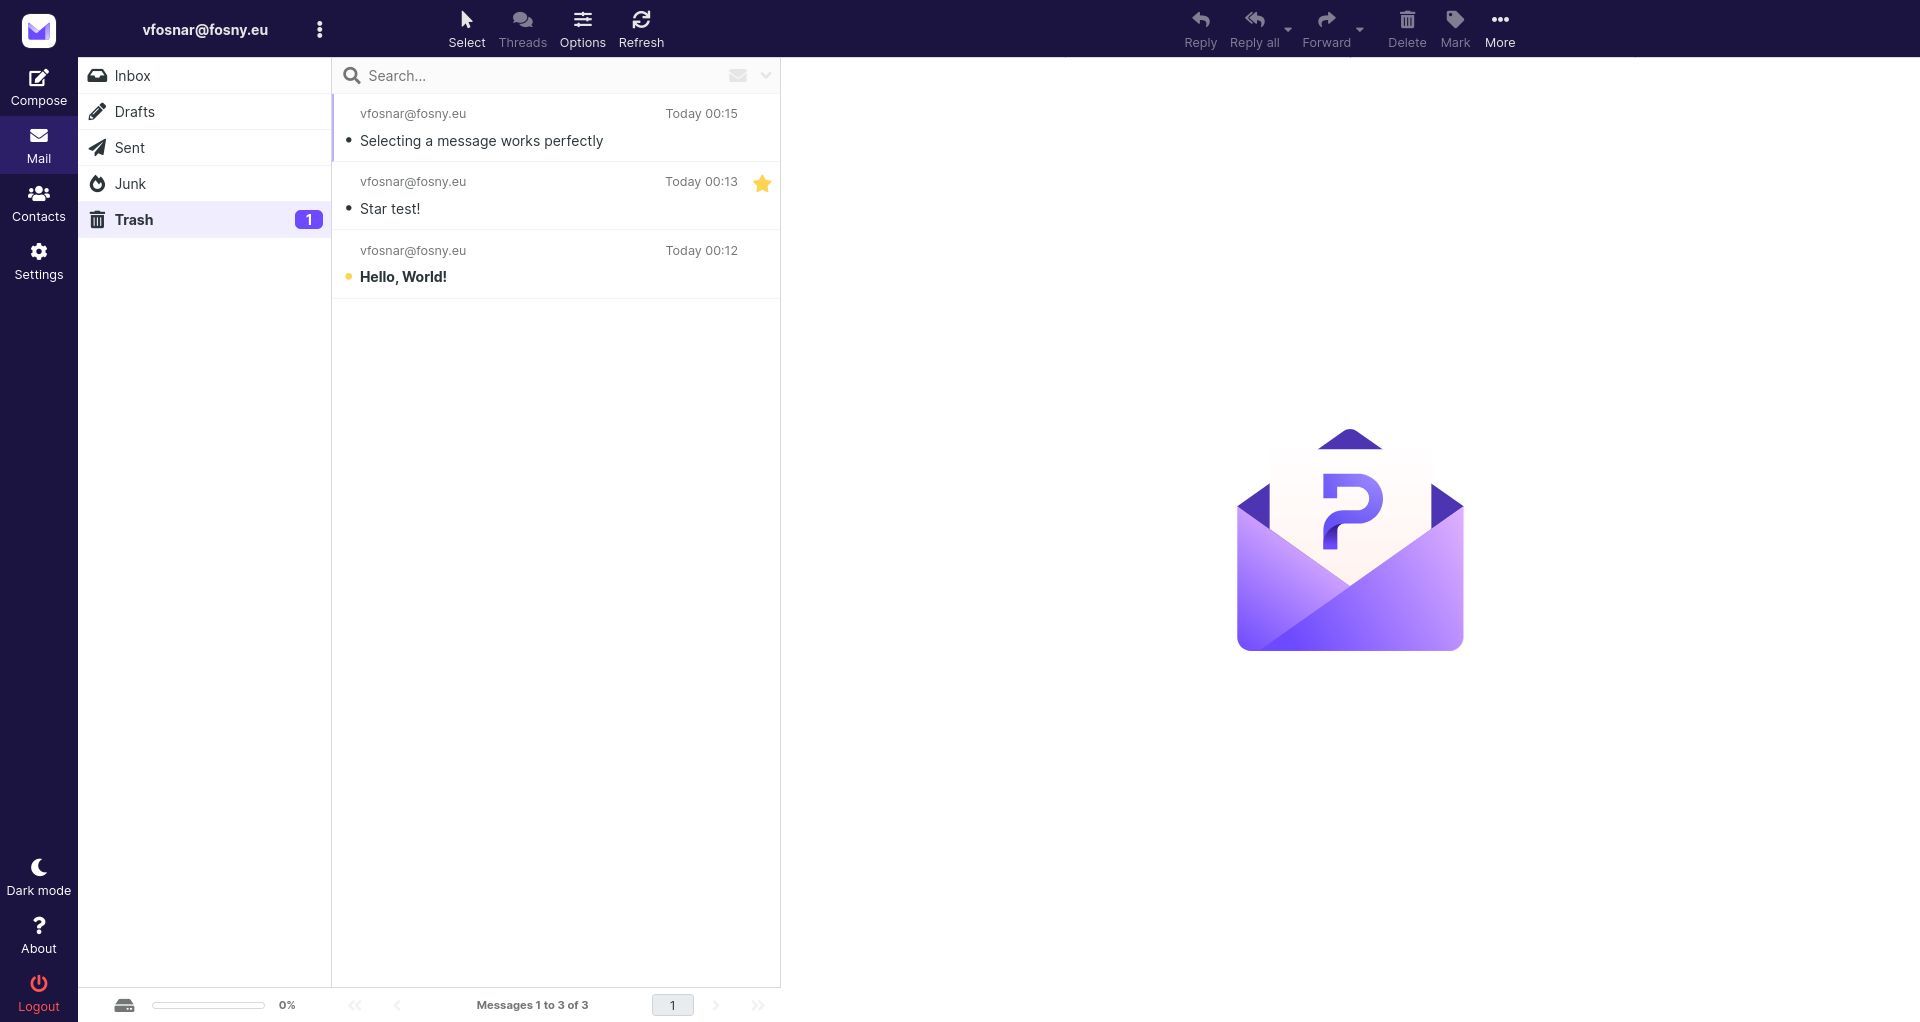 vfosnar@fosny.eu
Select
Threads
Options
Refresh
Reply
Reply all
Forward
Delete
Mark
More
Compose
Mail
Contacts
Settings
Dark mode
About
Logout
Inbox
Drafts
Sent
Junk
Trash 1
Search...
vfosnar@fosny.eu Today 00:15
Selecting a message works perfectly
vfosnar@fosny.eu Today 00:13
Star test!
vfosnar@fosny.eu Today 00:12
Hello, World!
0%
Messages 1 to 3 of 3
1